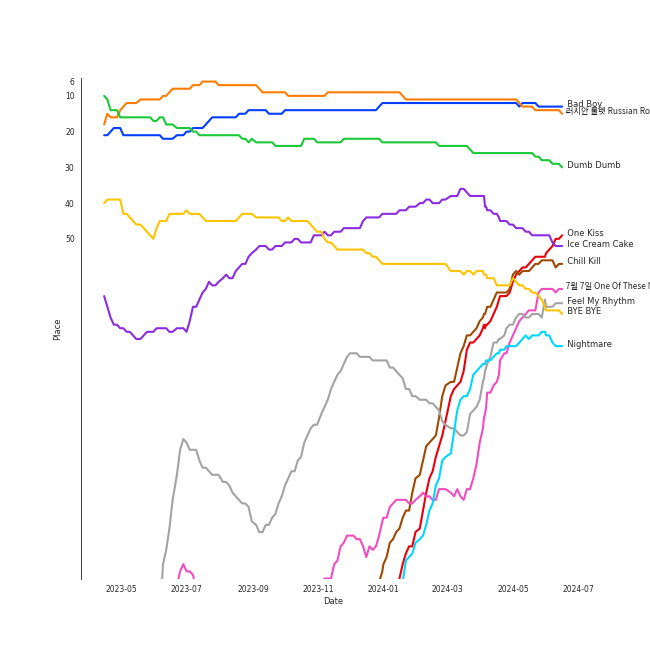 6
10
20
30
40
50
Place
Bad Boy
러시안 룰렛 Russian Ro
Dumb Dumb
One Kiss
Ice Cream Cake
Chill Kill
7월 7일 One Of These
Feel My Rhythm
BYE BYE
Nightmare
2023-05
2023-07
2023-09
2023-11
2024-01
2024-03
2024-05
2024-07
Date